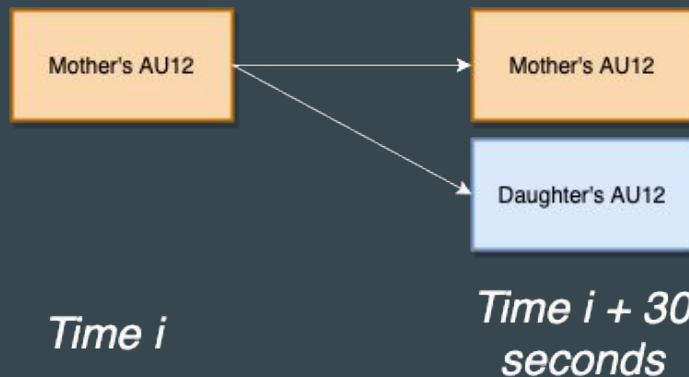 Mother's AU12
Mother's AU12
Daughter's AU12
Time i
Time i + 30
seconds